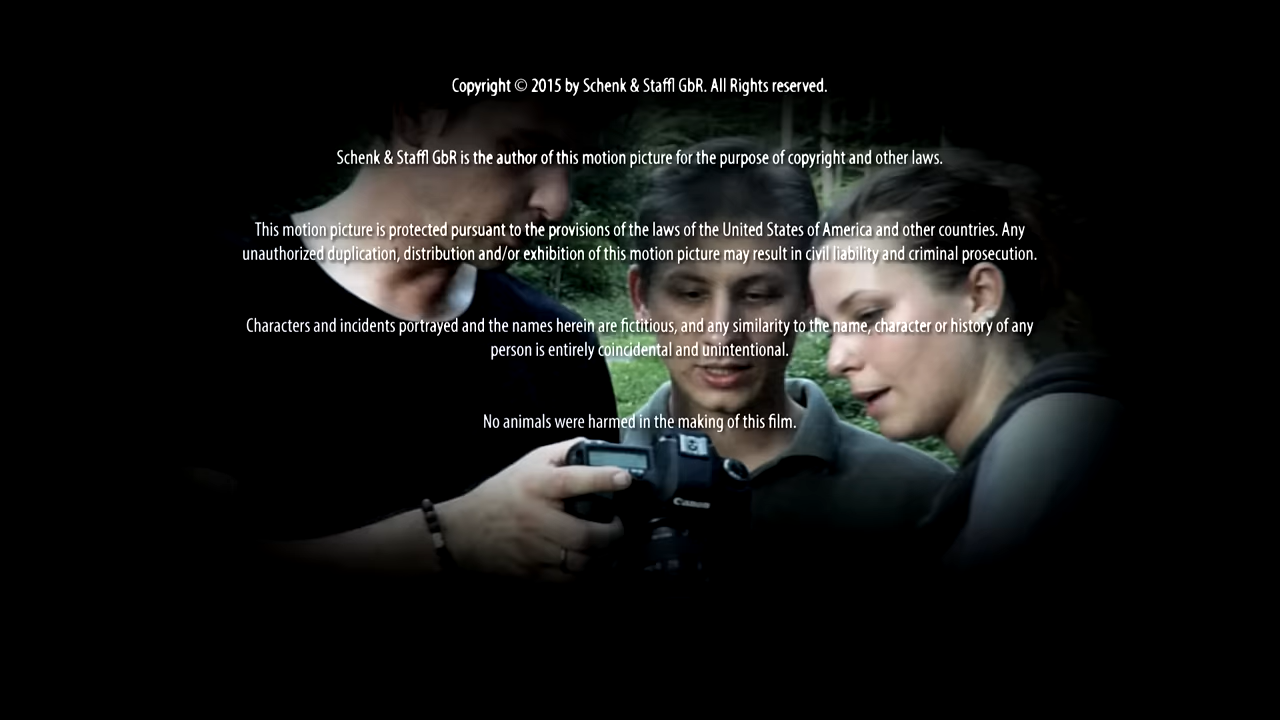 Copyright © 2015 by Schenk & Staffl GbR. All Rights reserved.
Schenk & Staffl GbR is the author of this motion picture for the purpose of copyright and other laws.
This motion picture is protected pursuant to the provisions of the laws of the United States of America and other countries. Any
unauthorized duplication, distribution and/or exhibition of this motion picture may result in civil liability and criminal prosecution.
Characters and incidents portrayed and the names herein are fictitious, and any similarity to the name, character or history of any
person is entirely coincidental and unintentional.
No animals were harmed in the making of this film.
Canon